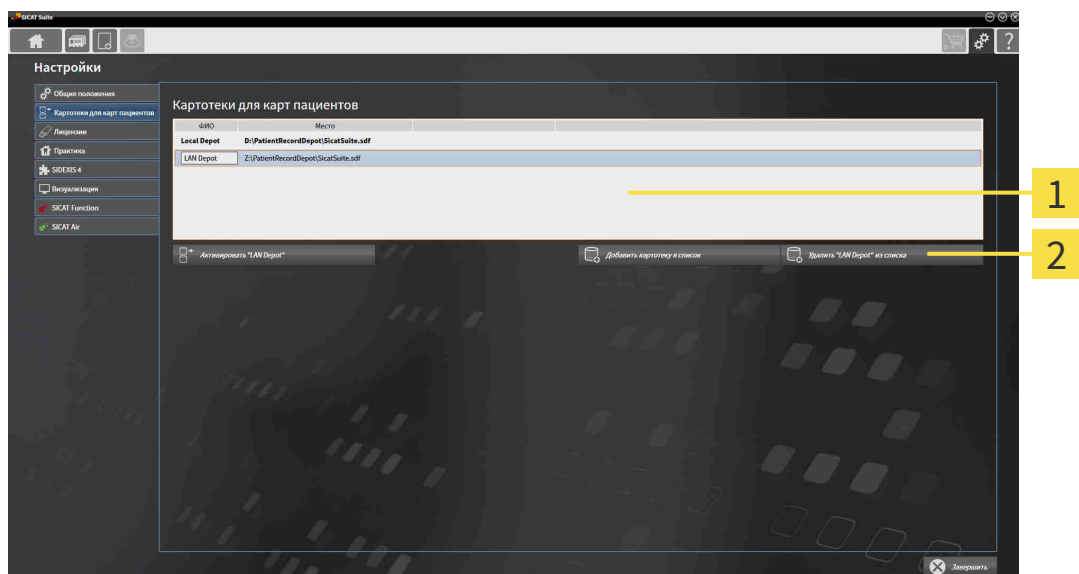 SICAT Suite
?
Настройки
Общие положения
Картотеки для карт пациентов
Лицензии
Практика
SIDEXIS 4
Визуализация
SICAT Function
SICAT Air
Картотеки для карт пациентов
ФИО Место
Local Depot D:\PatientRecordDepot\SicatSuite.sdf
LAN Depot Z:\PatientRecordDepot\SicatSuite.sdf
Активировать "LAN Depot" Добавить картотеку в список Удалить "LAN Depot" из списка
1
2
Завершить